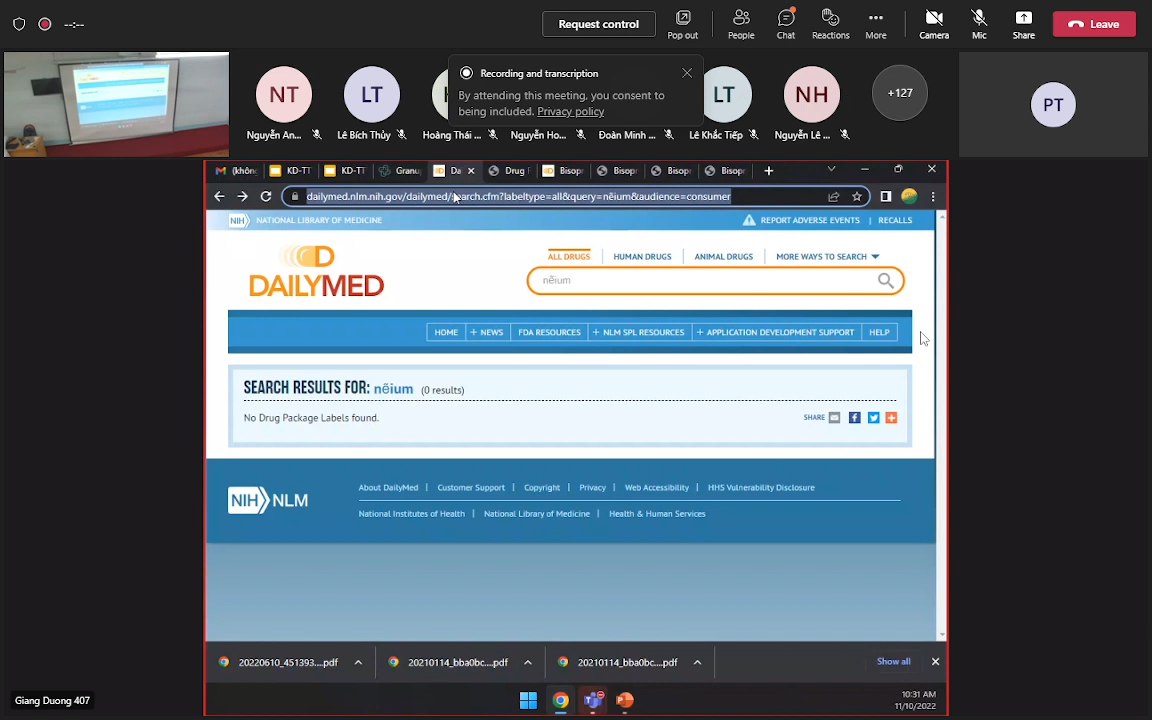 --:--
Request control
Pop out
People
Chat
Reactions
More
Camera
Mic
Share
Leave
Recording and transcription
By attending this meeting, you consent to
being included. Privacy policy
NT
LT
LT
NH
+127
PT
Nguyễn An...
Lê Bích Thủy
Hoàng Thái ...
Nguyễn Ho...
Đoàn Minh ...
Lê Khắc Tiếp
Nguyễn Lê ...
(không
KD-TT
KD-TT
Granu
Da
Drug
Bisop
Bisopr
Bisopr
Bisopr
dailymed.nlm.nih.gov/dailymed/search.cfm?labeltype=all&query=nẽium&audience=consumer
NIH NATIONAL LIBRARY OF MEDICINE
REPORT ADVERSE EVENTS | RECALLS
DAILYMED
ALL DRUGS
HUMAN DRUGS
ANIMAL DRUGS
MORE WAYS TO SEARCH
nẽium
HOME
+ NEWS
FDA RESOURCES
+ NLM SPL RESOURCES
+ APPLICATION DEVELOPMENT SUPPORT
HELP
SEARCH RESULTS FOR: nẽium (0 results)
No Drug Package Labels found.
SHARE
NIH NLM
About DailyMed | Customer Support | Copyright | Privacy | Web Accessibility | HHS Vulnerability Disclosure
National Institutes of Health | National Library of Medicine | Health & Human Services
20220610_451393....pdf
20210114_bba0bc....pdf
20210114_bba0bc....pdf
Show all
10:31 AM
11/10/2022
Giang Duong 407